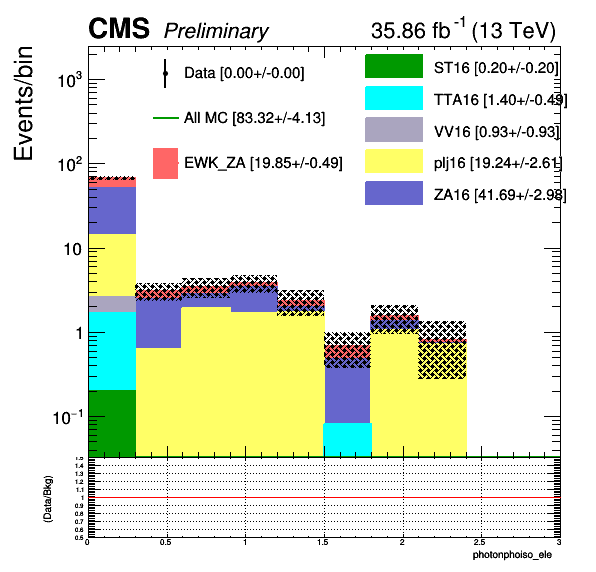 CMS Preliminary 35.86 fb⁻¹ (13 TeV)
Events/bin
10³
10²
10
1
10⁻¹
Data [0.00+/-0.00]
All MC [83.32+/-4.13]
EWK_ZA [19.85+/-0.49]
ST16 [0.20+/-0.20]
TTA16 [1.40+/-0.49]
VV16 [0.93+/-0.93]
plj16 [19.24+/-2.61]
ZA16 [41.69+/-2.98]
(Data/Bkg)
1.5
1.4
1.3
1.2
1.1
1
0.9
0.8
0.7
0.6
0.5
0 0.5 1 1.5 2 2.5 3
photonphoiso_ele